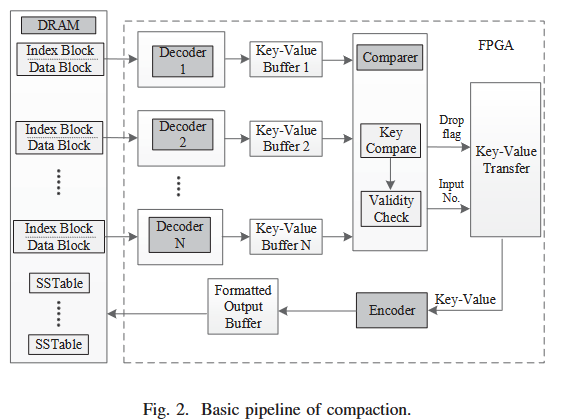 DRAM
Index Block
Data Block
Index Block
Data Block
Index Block
Data Block
SSTable
SSTable
Decoder
1
Decoder
2
Decoder
N
Key-Value
Buffer 1
Key-Value
Buffer 2
Key-Value
Buffer N
Comparer
Key
Compare
Validity
Check
FPGA
Drop
flag
Input
No.
Key-Value
Transfer
Key-Value
Encoder
Formatted
Output
Buffer
Fig. 2. Basic pipeline of compaction.